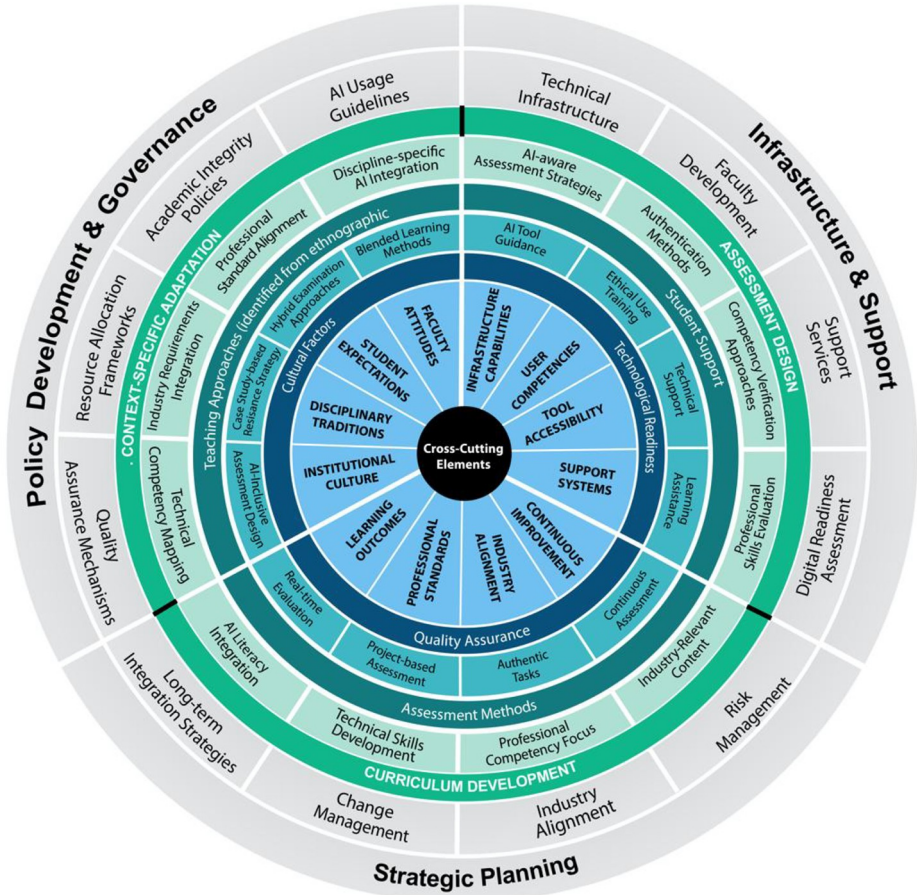 Policy Development & Governance
AI Usage
Guidelines
Academic Integrity
Policies
Resource Allocation
Frameworks
Quality
Assurance Mechanisms
Infrastructure & Support
Technical
Infrastructure
Faculty
Development
Support
Services
Digital Readiness
Assessment
Strategic Planning
Long-term
Integration Strategies
Change
Management
Industry
Alignment
Risk
Management
. CONTEXT-SPECIFIC ADAPTATION
Discipline-specific
AI Integration
Professional
Standard Alignment
Industry Requirements
Integration
Technical
Competency Mapping
ASSESSMENT DESIGN
AI-aware
Assessment Strategies
Authentication
Methods
Competency Verification
Approaches
Professional
Skills Evaluation
CURRICULUM DEVELOPMENT
AI Literacy
Integration
Technical Skills
Development
Professional
Competency Focus
Industry-Relevant
Content
Teaching Approaches (identified from ethnographic
Blended Learning
Methods
Hybrid Examination
Approaches
Case Study-based
Resisance Strategy
AI-Inclusive
Assessment Design
Student Support
AI Tool
Guidance
Ethical Use
Training
Technical
Support
Learning
Assistance
Assessment Methods
Real-time
Evaluation
Project-based
Assessment
Authentic
Tasks
Continuous
Assessment
Cultural Factors
FACULTY
ATTITUDES
STUDENT
EXPECTATIONS
DISCIPLINARY
TRADITIONS
INSTITUTIONAL
CULTURE
Technological Readiness
INFRASTRUCTURE
CAPABILITIES
USER
COMPETENCIES
TOOL
ACCESSIBILITY
SUPPORT
SYSTEMS
Quality Assurance
LEARNING
OUTCOMES
PROFESSIONAL
STANDARDS
INDUSTRY
ALIGNMENT
CONTINUOUS
IMPROVEMENT
Cross-Cutting
Elements